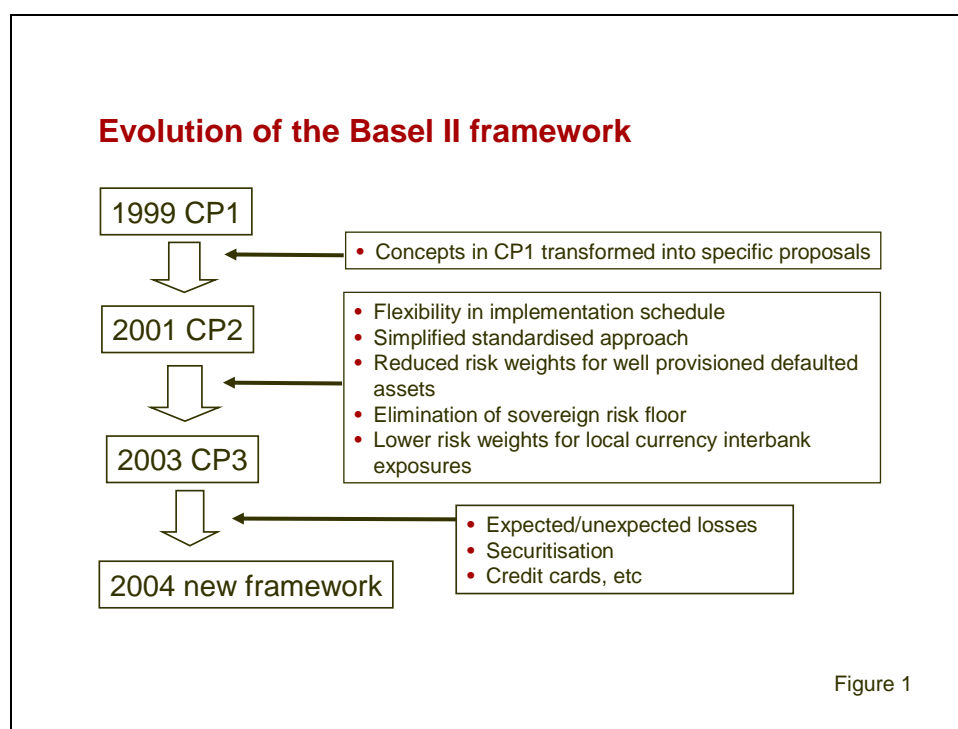 Evolution of the Basel II framework
1999 CP1
• Concepts in CP1 transformed into specific proposals
2001 CP2
• Flexibility in implementation schedule
• Simplified standardised approach
• Reduced risk weights for well provisioned defaulted
assets
• Elimination of sovereign risk floor
• Lower risk weights for local currency interbank
exposures
2003 CP3
• Expected/unexpected losses
• Securitisation
• Credit cards, etc
2004 new framework
Figure 1